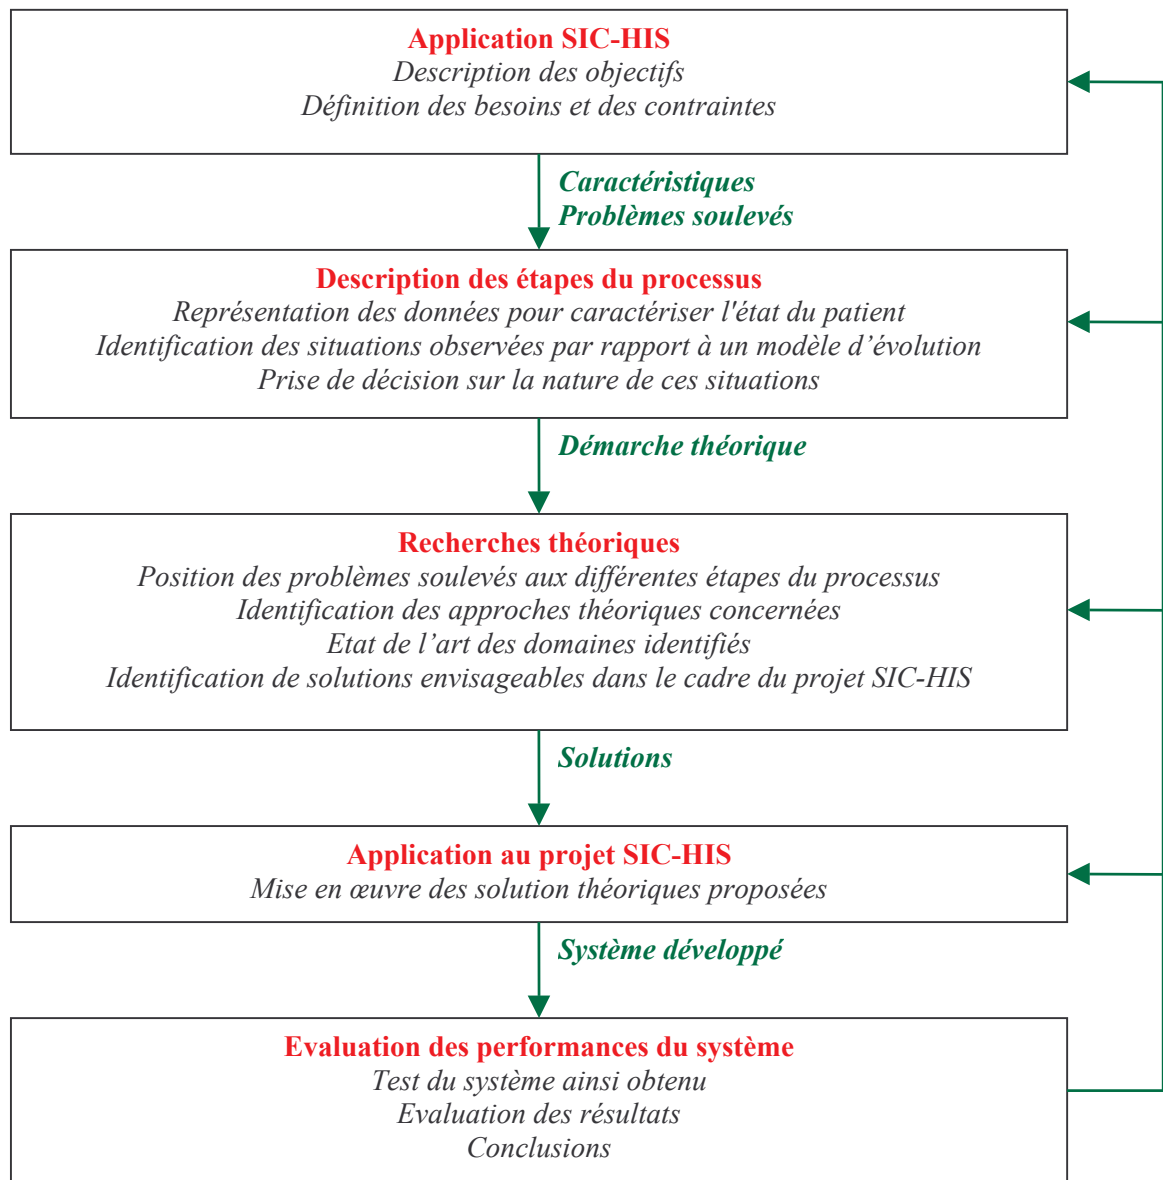 Application SIC-HIS
Description des objectifs
Définition des besoins et des contraintes
Caractéristiques
Problèmes soulevés
Description des étapes du processus
Représentation des données pour caractériser l'état du patient
Identification des situations observées par rapport à un modèle d’évolution
Prise de décision sur la nature de ces situations
Démarche théorique
Recherches théoriques
Position des problèmes soulevés aux différentes étapes du processus
Identification des approches théoriques concernées
Etat de l’art des domaines identifiés
Identification de solutions envisageables dans le cadre du projet SIC-HIS
Solutions
Application au projet SIC-HIS
Mise en œuvre des solution théoriques proposées
Système développé
Evaluation des performances du système
Test du système ainsi obtenu
Evaluation des résultats
Conclusions